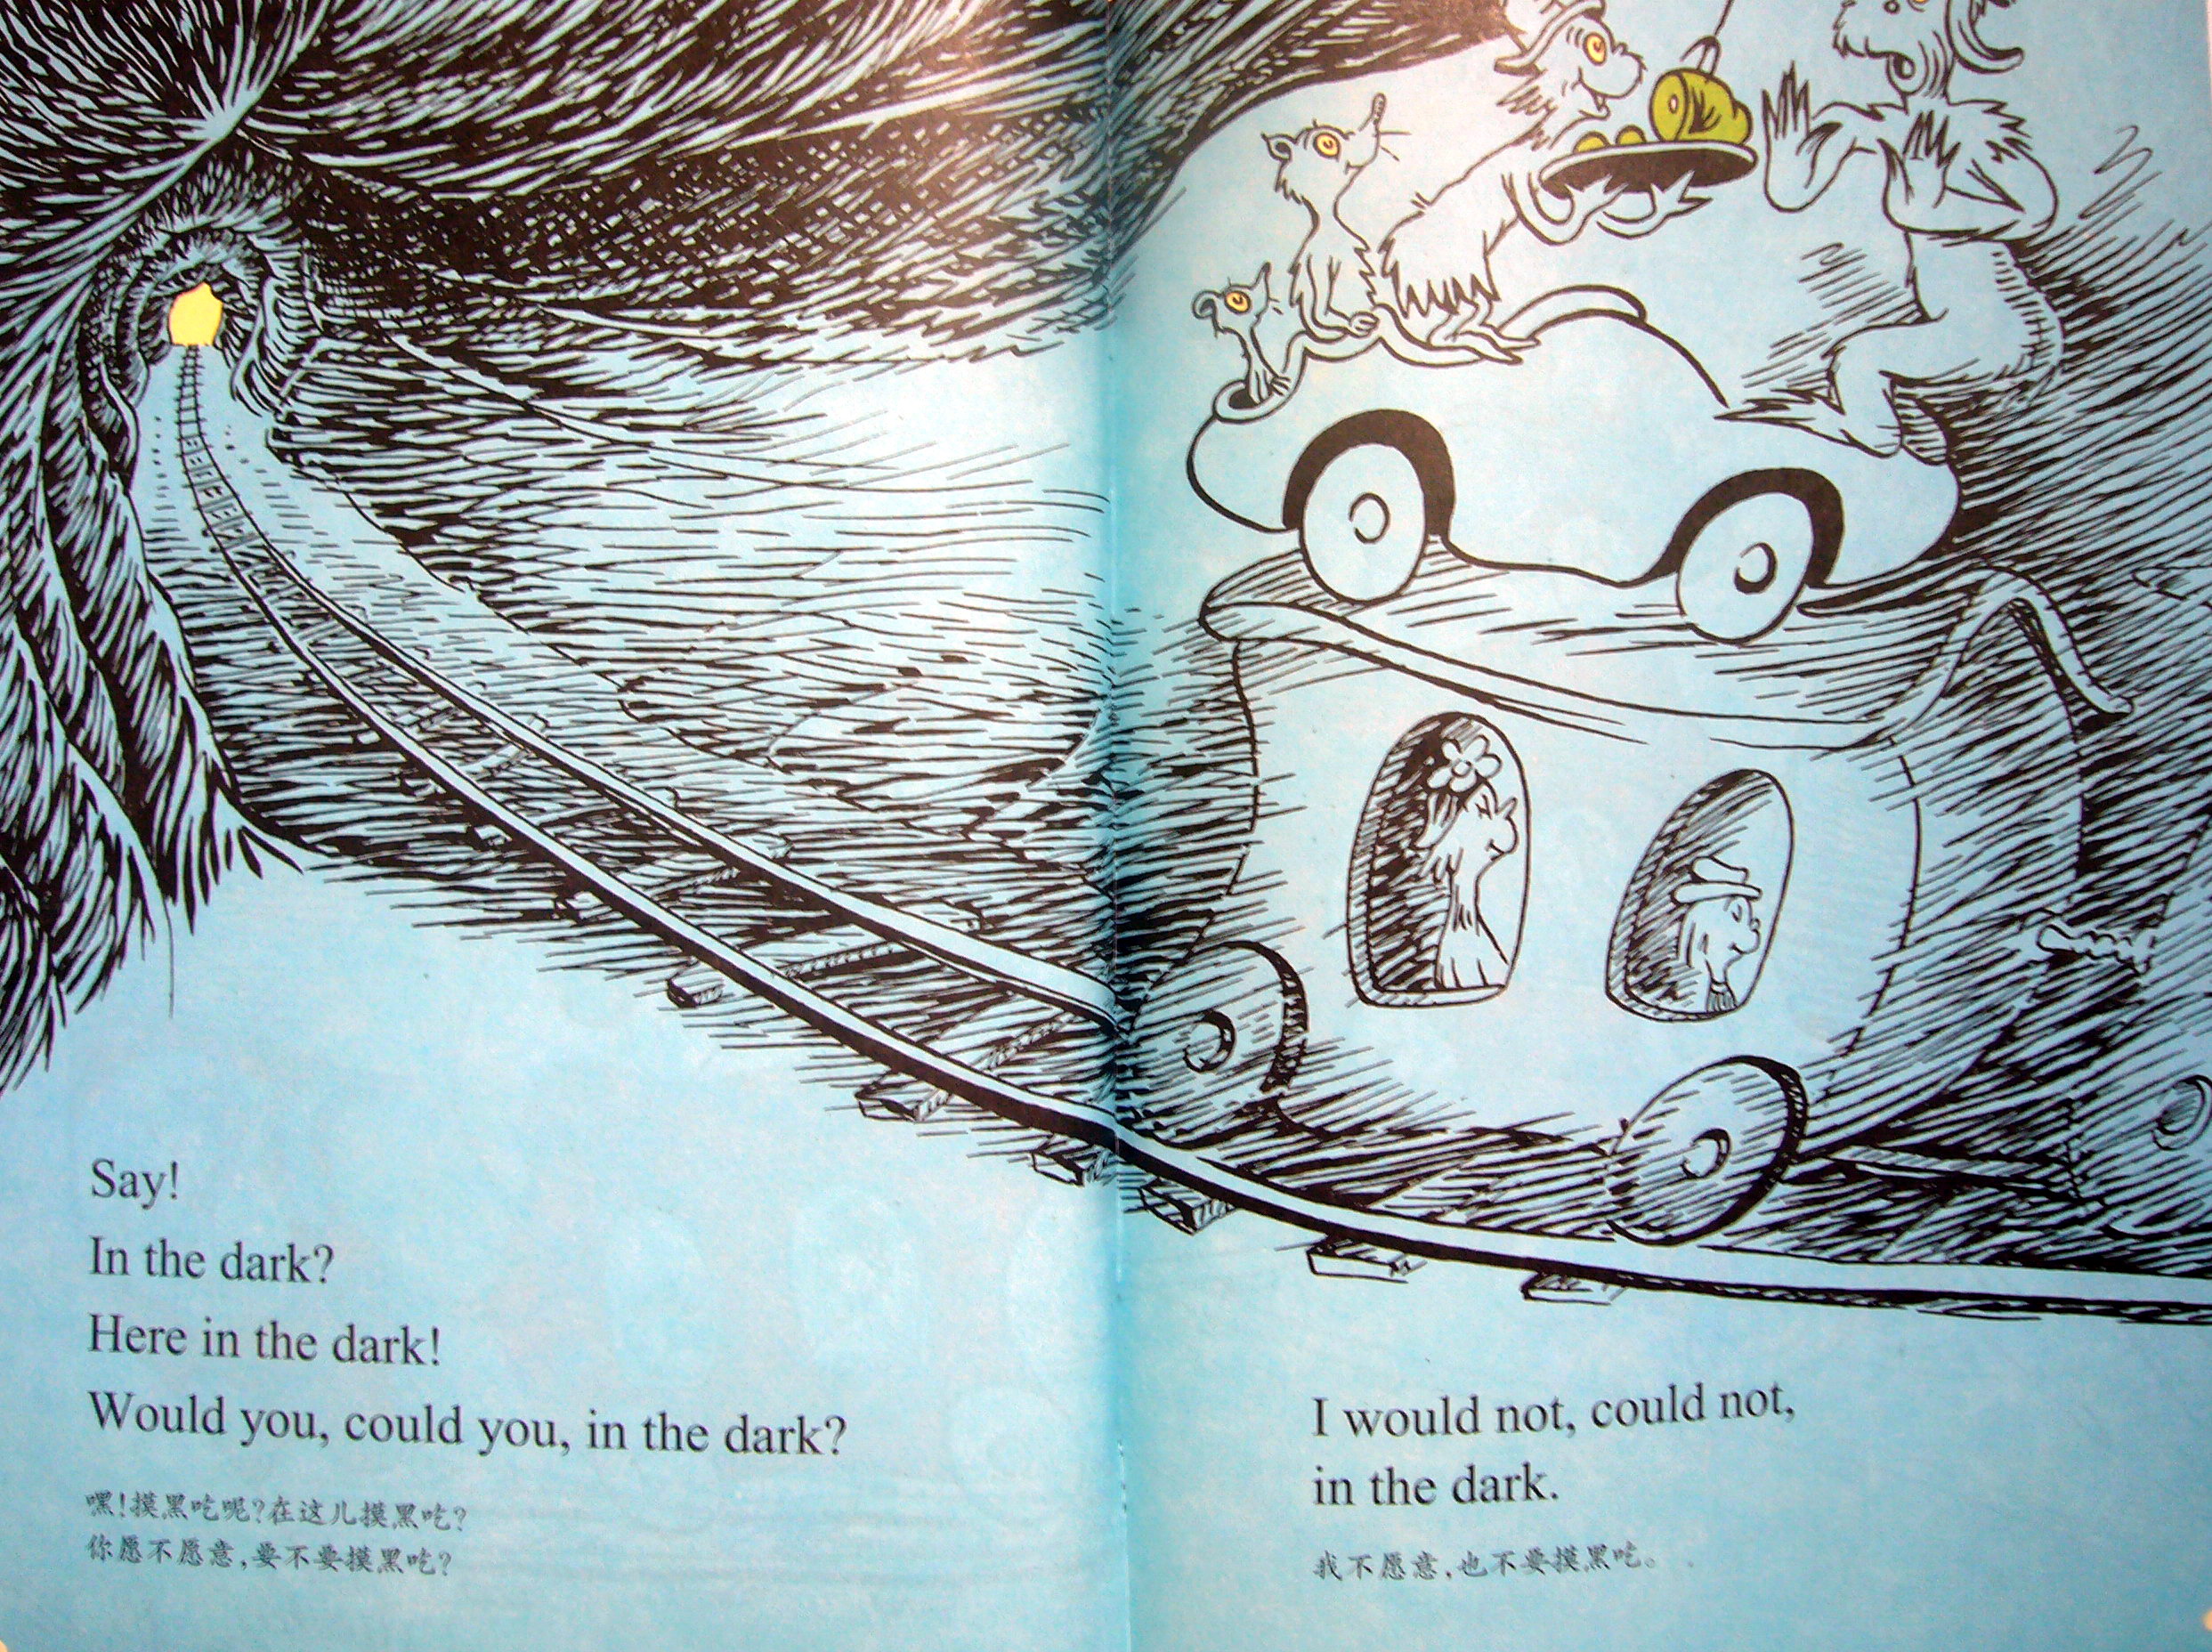 Say!
In the dark?
Here in the dark!
Would you, could you, in the dark?
嘿!摸黑吃呢?在这儿摸黑吃?
你愿不愿意,要不要摸黑吃?
I would not, could not,
in the dark.
我不愿意,也不要摸黑吃。